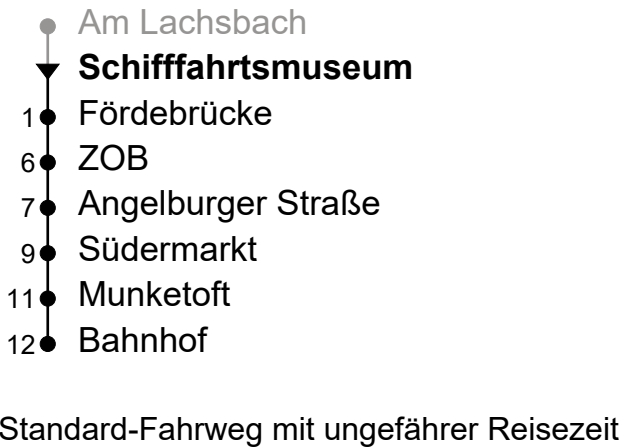 Am Lachsbach
Schifffahrtsmuseum
1 Fördebrücke
6 ZOB
7 Angelburger Straße
9 Südermarkt
11 Munketoft
12 Bahnhof
Standard-Fahrweg mit ungefährer Reisezeit